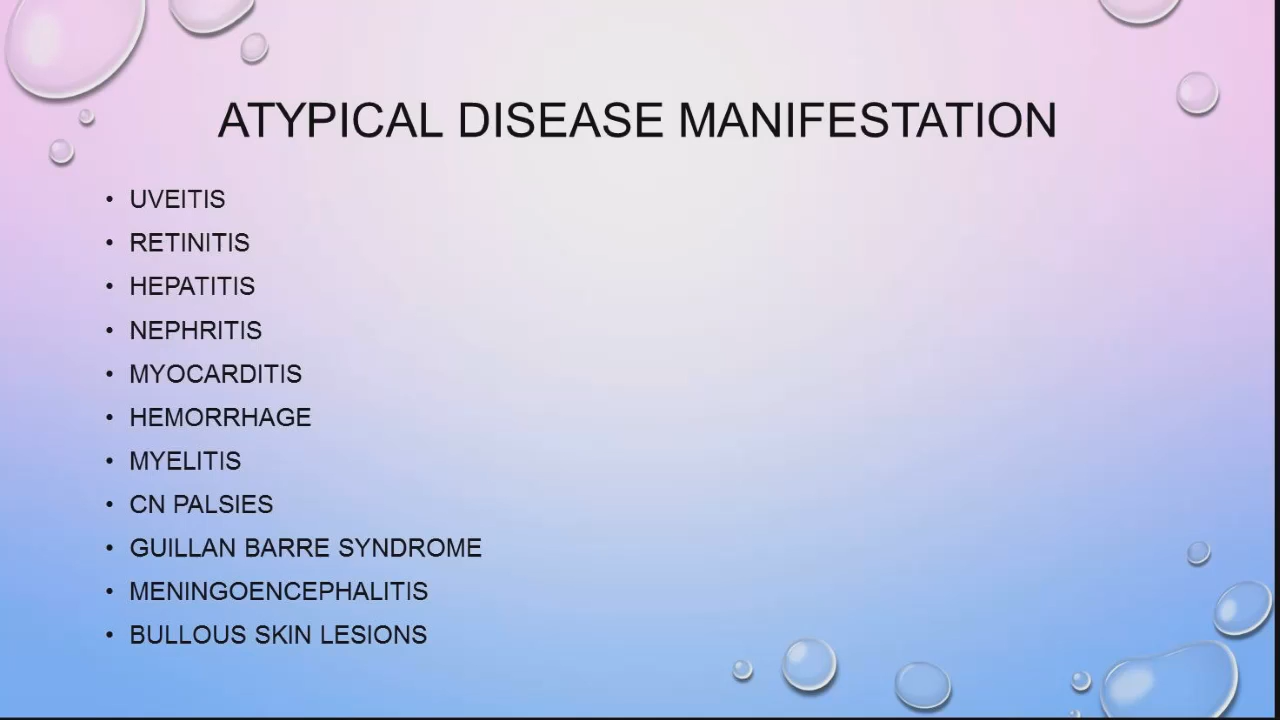 ATYPICAL DISEASE MANIFESTATION
• UVEITIS
• RETINITIS
• HEPATITIS
• NEPHRITIS
• MYOCARDITIS
• HEMORRHAGE
• MYELITIS
• CN PALSIES
• GUILLAN BARRE SYNDROME
• MENINGOENCEPHALITIS
• BULLOUS SKIN LESIONS